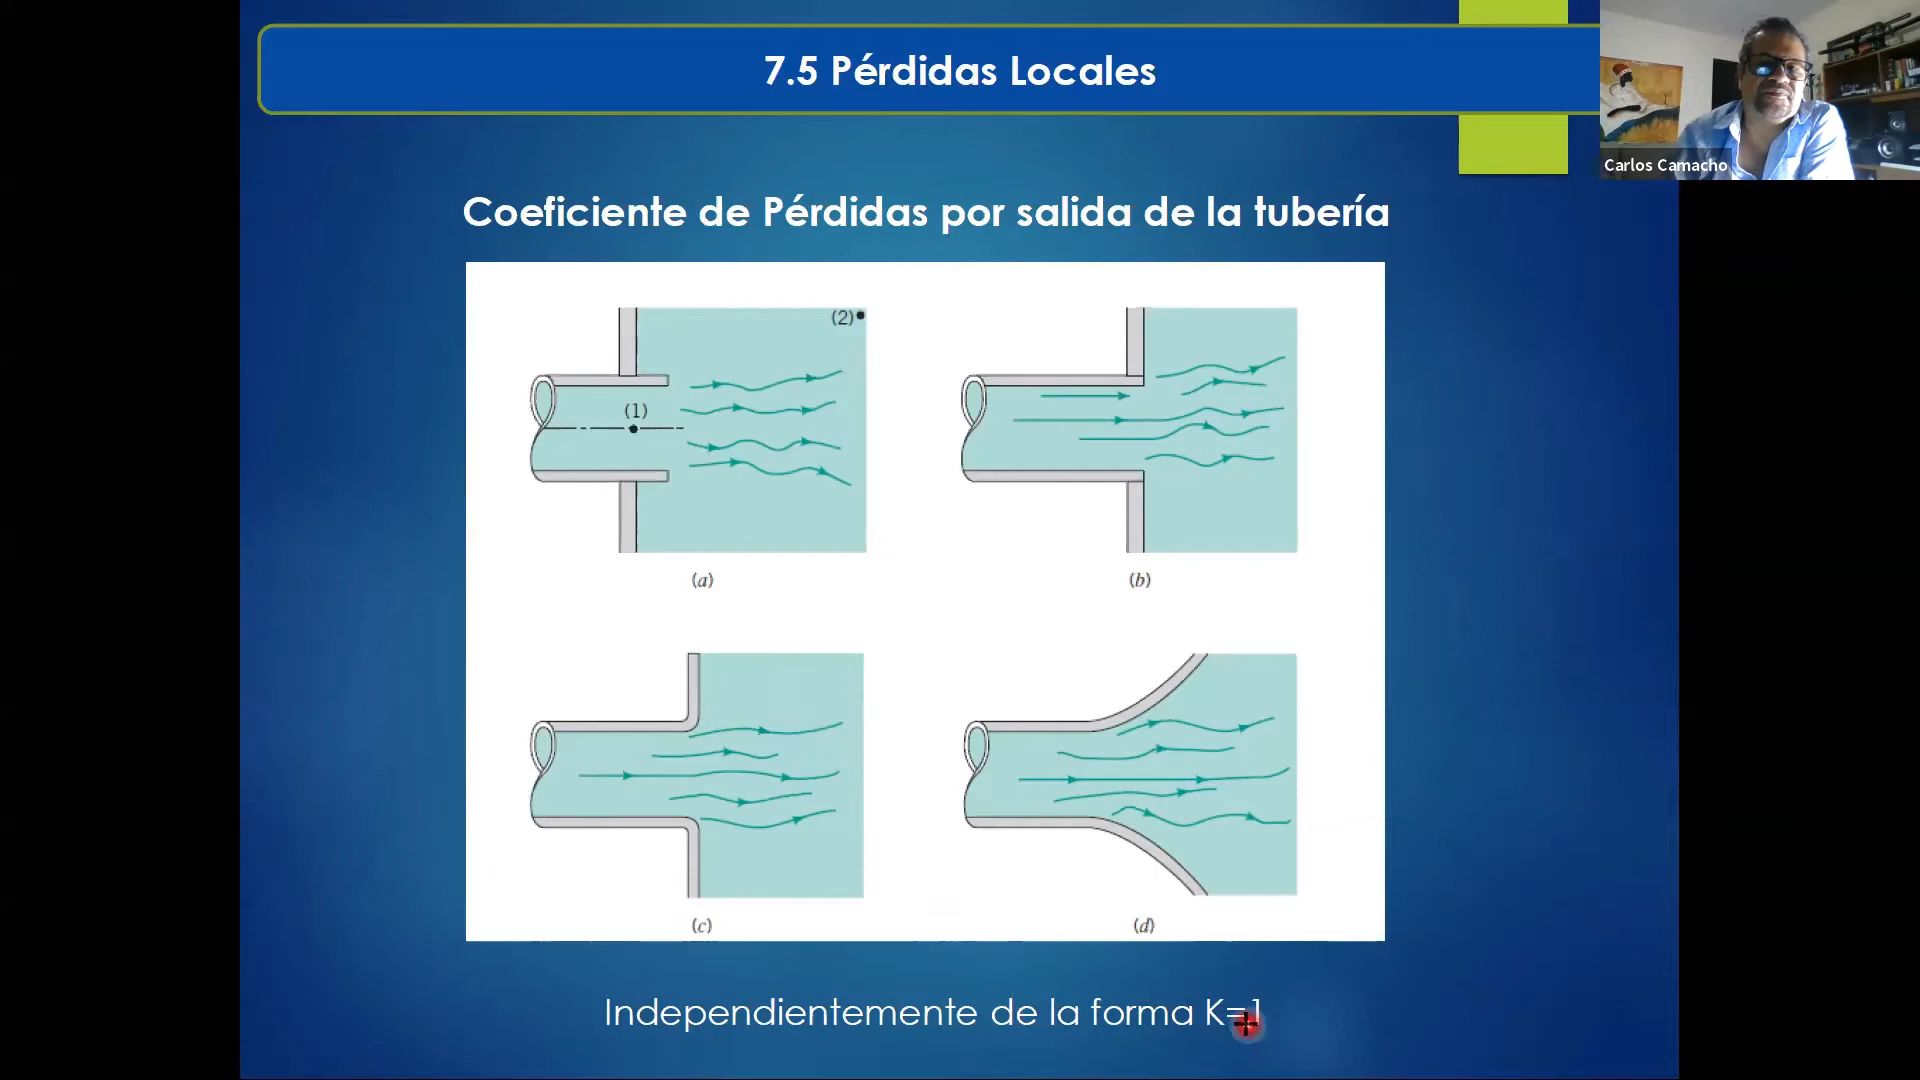 7.5 Pérdidas Locales
Carlos Camacho
Coeficiente de Pérdidas por salida de la tubería
(2)
(1)
(a)
(b)
(c)
(d)
Independientemente de la forma K=1